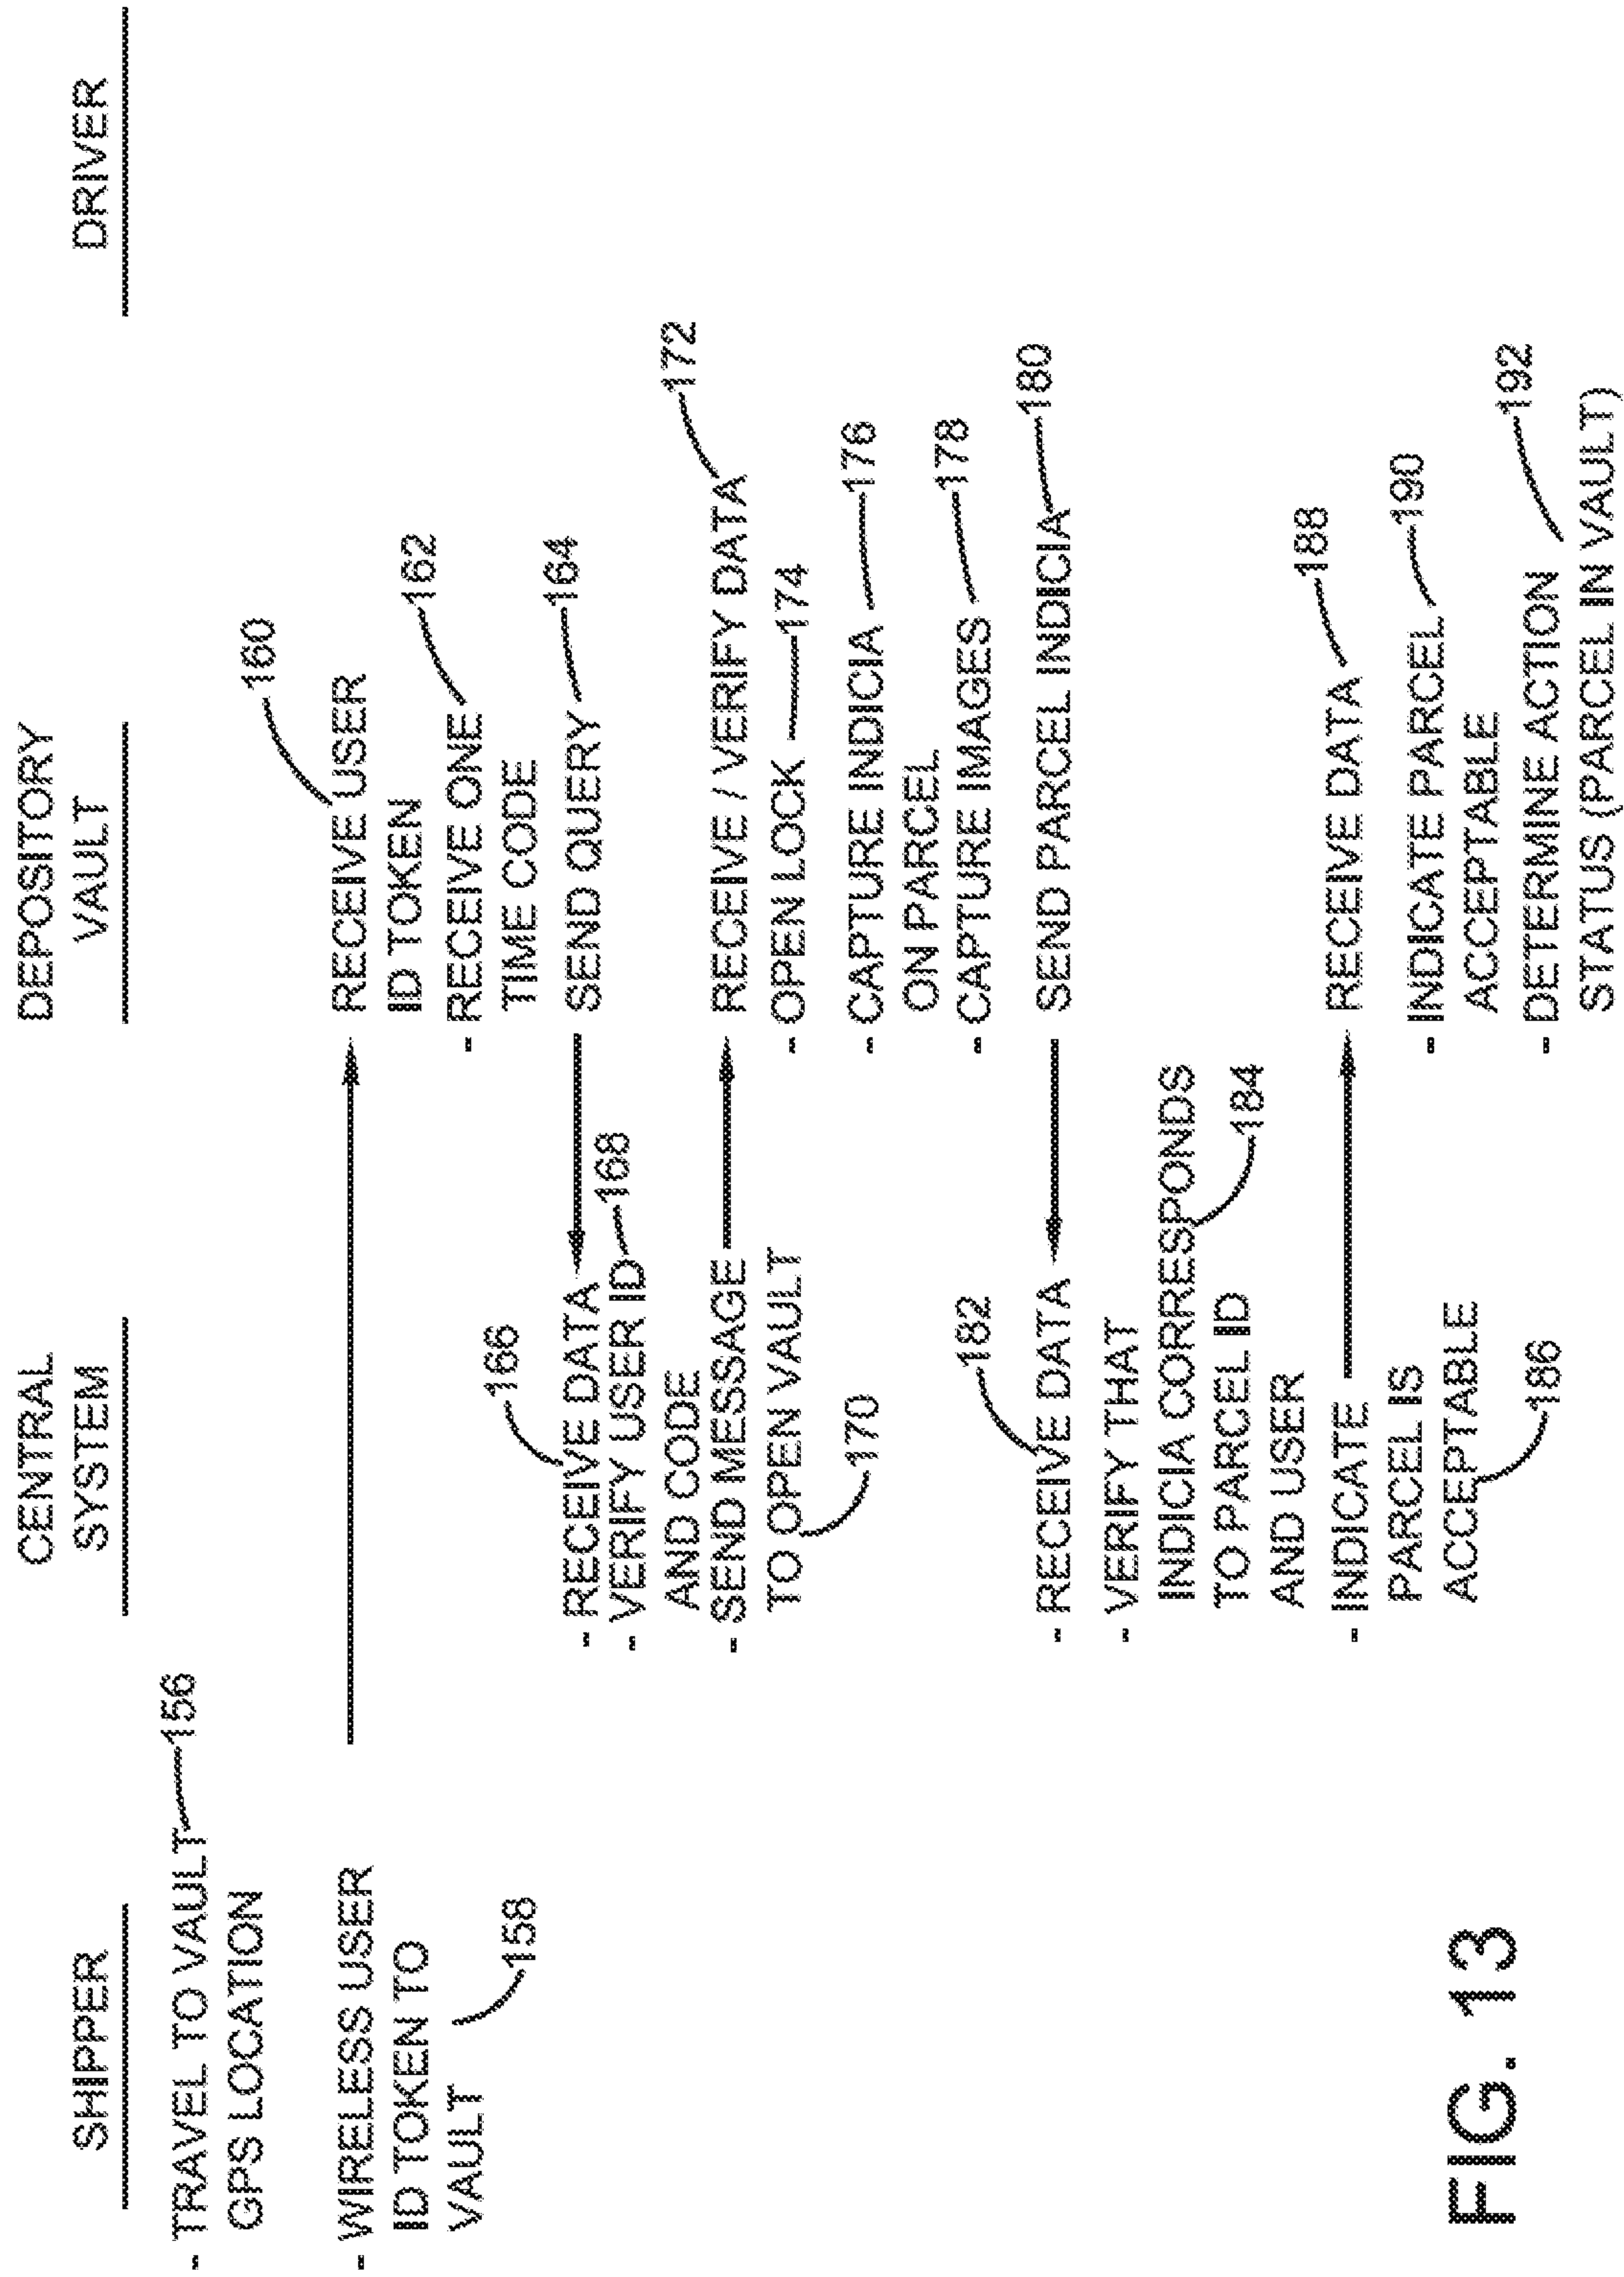 SHIPPER
CENTRAL
SYSTEM
DEPOSITORY
VAULT
DRIVER
- TRAVEL TO VAULT 156
GPS LOCATION
- WIRELESS USER
ID TOKEN TO
VAULT
158
160
RECEIVE USER
ID TOKEN
- RECEIVE ONE 162
TIME CODE
SEND QUERY 164
166
- RECEIVE DATA
- VERIFY USER ID 168
AND CODE
- SEND MESSAGE
TO OPEN VAULT
170
RECEIVE / VERIFY DATA 172
- OPEN LOCK 174
- CAPTURE INDICIA 176
ON PARCEL
- CAPTURE IMAGES 178
SEND PARCEL INDICIA 180
182
- RECEIVE DATA
- VERIFY THAT
INDICIA CORRESPONDS
TO PARCEL ID 184
AND USER
- INDICATE
PARCEL IS
ACCEPTABLE
186
RECEIVE DATA 188
- INDICATE PARCEL 190
ACCEPTABLE
- DETERMINE ACTION 192
STATUS (PARCEL IN VAULT)
FIG. 13